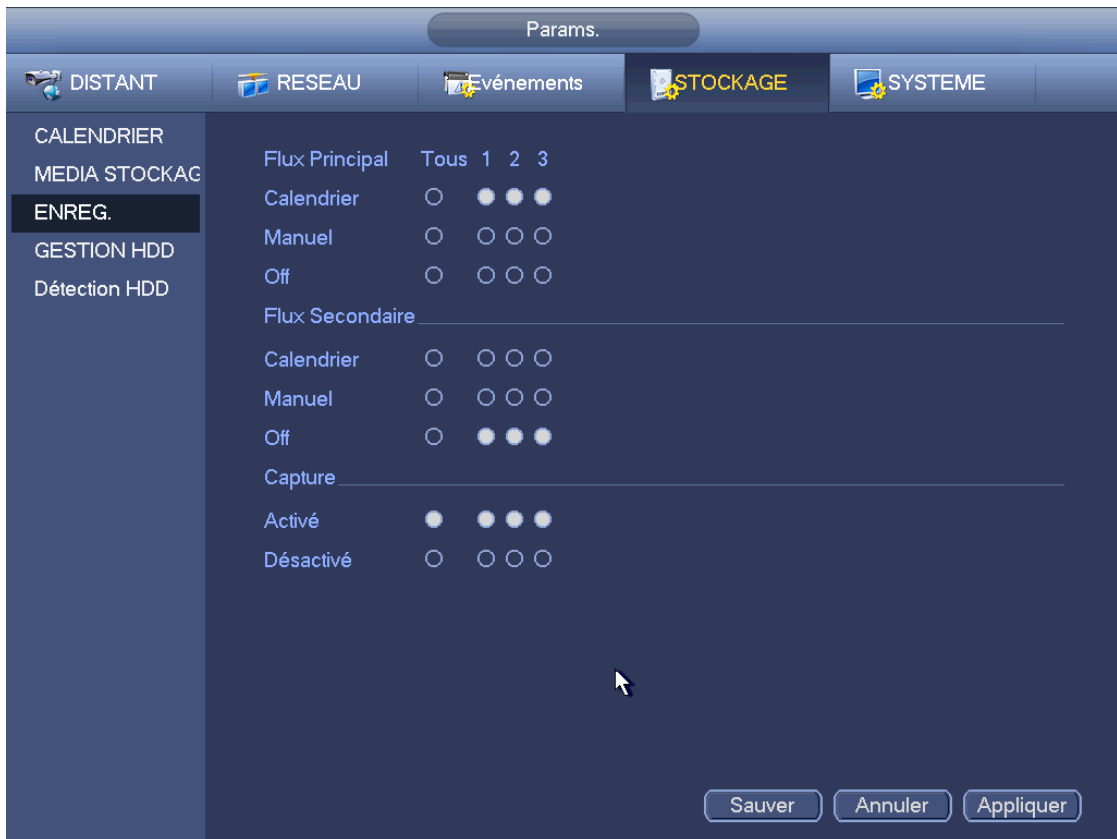 Params.
DISTANT RESEAU Evénements STOCKAGE SYSTEME
CALENDRIER
MEDIA STOCKAG
ENREG.
GESTION HDD
Détection HDD
Flux Principal Tous 1 2 3
Calendrier
Manuel
Off
Flux Secondaire
Calendrier
Manuel
Off
Capture
Activé
Désactivé
Sauver Annuler Appliquer